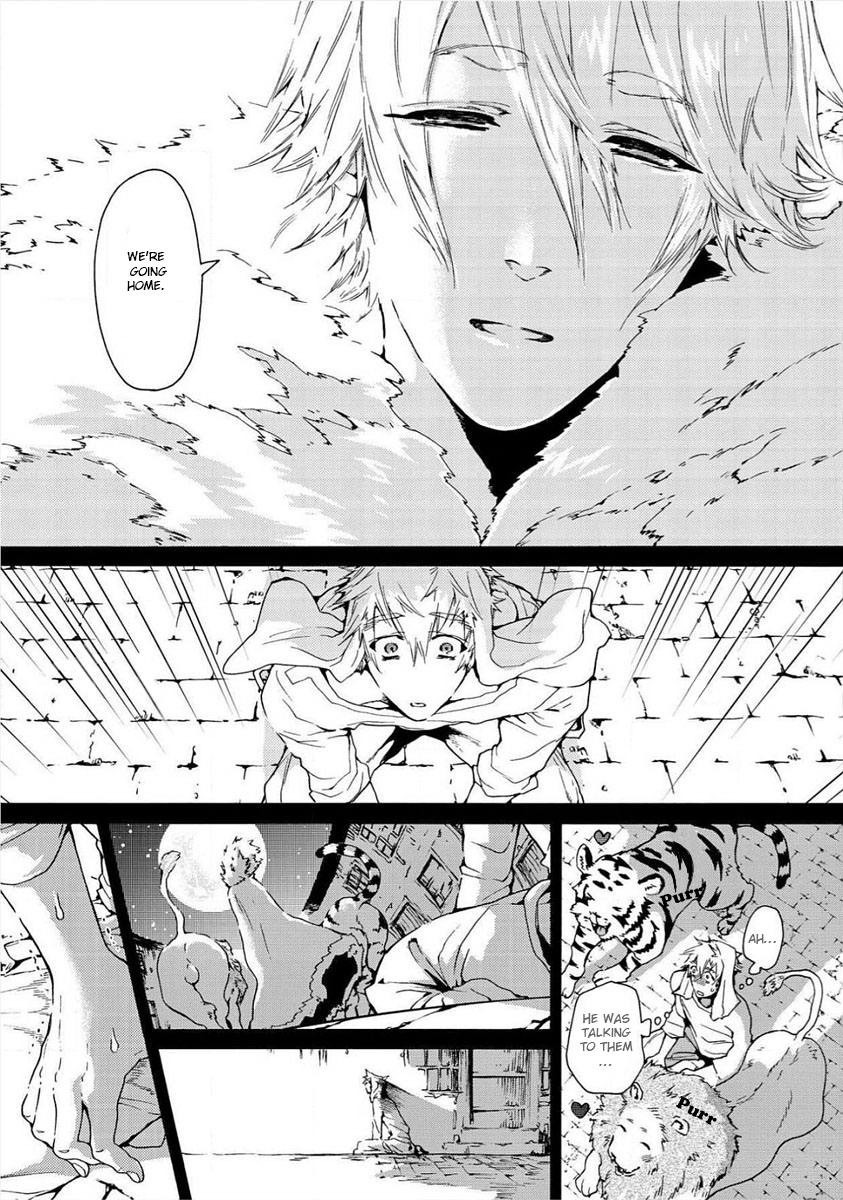 WE'RE
GOING
HOME.
Purr
AH...
HE WAS
TALKING
TO THEM
...
Purr